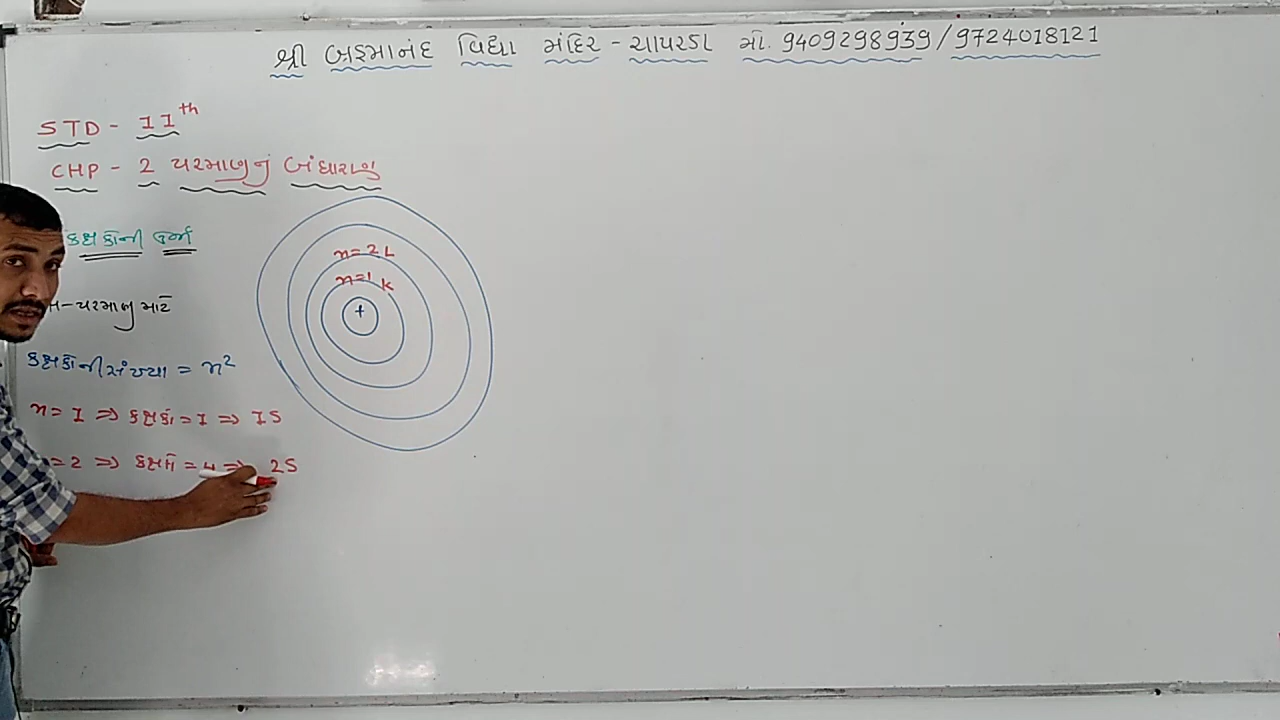 શ્રી બ્રહ્માનંદ વિદ્યા મંદિર - ચાપરડા મો. 9409298939 / 9724018121
STD - 11th
CHP - 2 પરમાણુનું બંધારણ
કક્ષકોની ઉર્જા
n=2 L
n=1 K
+
H-પરમાણુ માટે
કક્ષકોની સંખ્યા = n²
n = 1 ⇒ કક્ષકો = 1 ⇒ 1S
= 2 ⇒ કક્ષકો = 4 ⇒ 2S